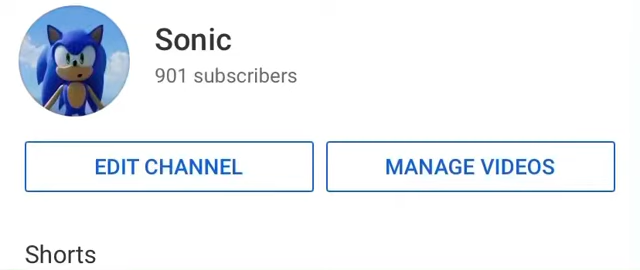 Sonic
901 subscribers
EDIT CHANNEL
MANAGE VIDEOS
Shorts